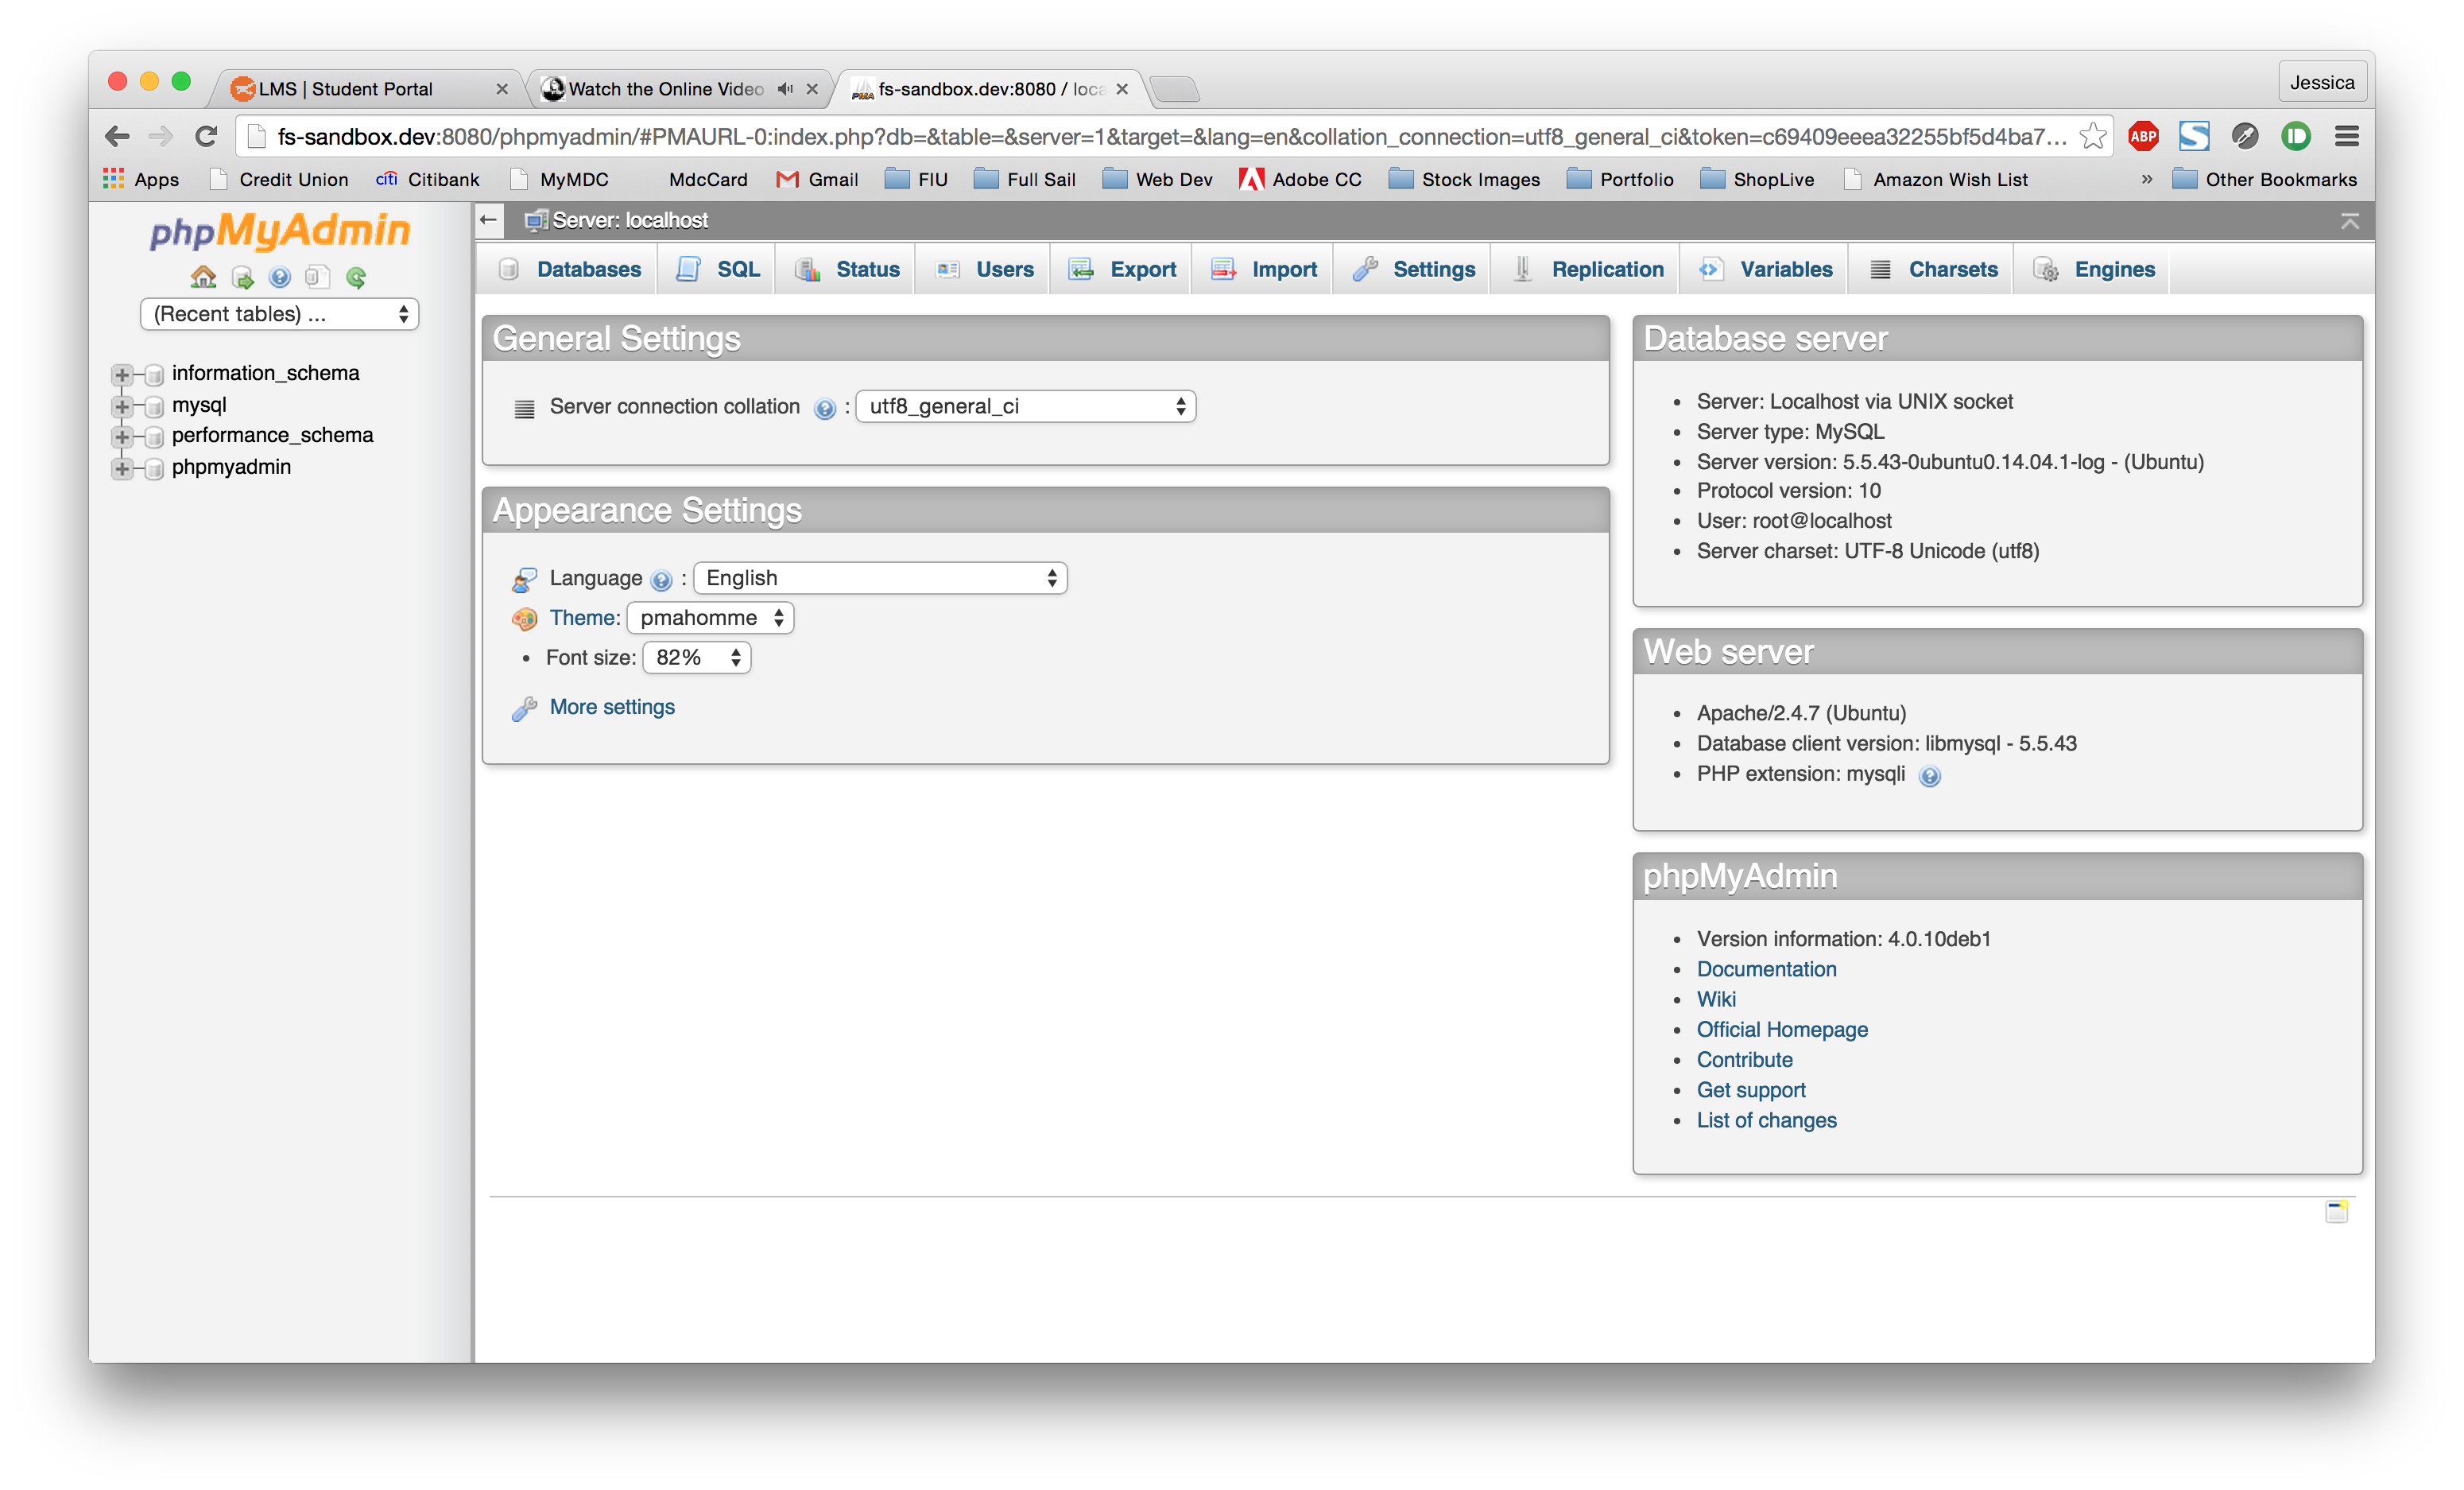 LMS | Student Portal
Watch the Online Video
fs-sandbox.dev:8080 / loca
Jessica
fs-sandbox.dev:8080/phpmyadmin/#PMAURL-0:index.php?db=&table=&server=1&target=&lang=en&collation_connection=utf8_general_ci&token=c69409eeea32255bf5d4ba7...
ABP
Apps Credit Union citi Citibank MyMDC MdcCard Gmail FIU Full Sail Web Dev Adobe CC Stock Images Portfolio ShopLive Amazon Wish List » Other Bookmarks
phpMyAdmin
(Recent tables) ...
information_schema
mysql
performance_schema
phpmyadmin
Server: localhost
Databases SQL Status Users Export Import Settings Replication Variables Charsets Engines
General Settings
Server connection collation : utf8_general_ci
Appearance Settings
Language : English
Theme: pmahomme
• Font size: 82%
More settings
Database server
• Server: Localhost via UNIX socket
• Server type: MySQL
• Server version: 5.5.43-0ubuntu0.14.04.1-log - (Ubuntu)
• Protocol version: 10
• User: root@localhost
• Server charset: UTF-8 Unicode (utf8)
Web server
• Apache/2.4.7 (Ubuntu)
• Database client version: libmysql - 5.5.43
• PHP extension: mysqli
phpMyAdmin
• Version information: 4.0.10deb1
• Documentation
• Wiki
• Official Homepage
• Contribute
• Get support
• List of changes